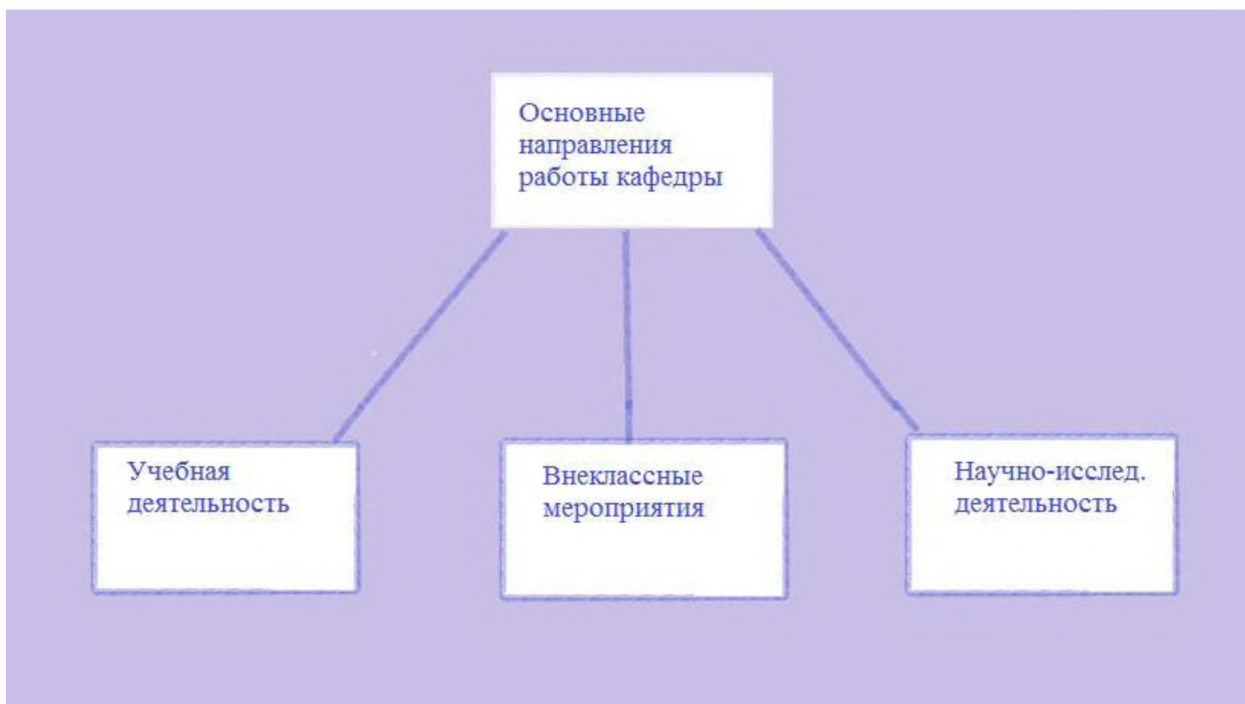 Основные
направления
работы кафедры
Учебная
деятельность
Внеклассные
мероприятия
Научно-исслед.
деятельность